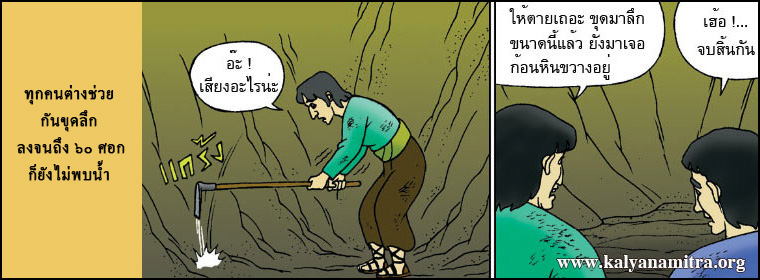 ทุกคนต่างช่วย
กันขุดลึก
ลงจนถึง ๖๐ ศอก
ก็ยังไม่พบน้ำ
อ๊ะ !
เสียงอะไรน่ะ
แกร๊ง
ให้ตายเถอะ ขุดมาลึก
ขนาดนี้แล้ว ยังมาเจอ
ก้อนหินขวางอยู่
เฮ้อ !...
จบสิ้นกัน
www.kalyanamitra.org